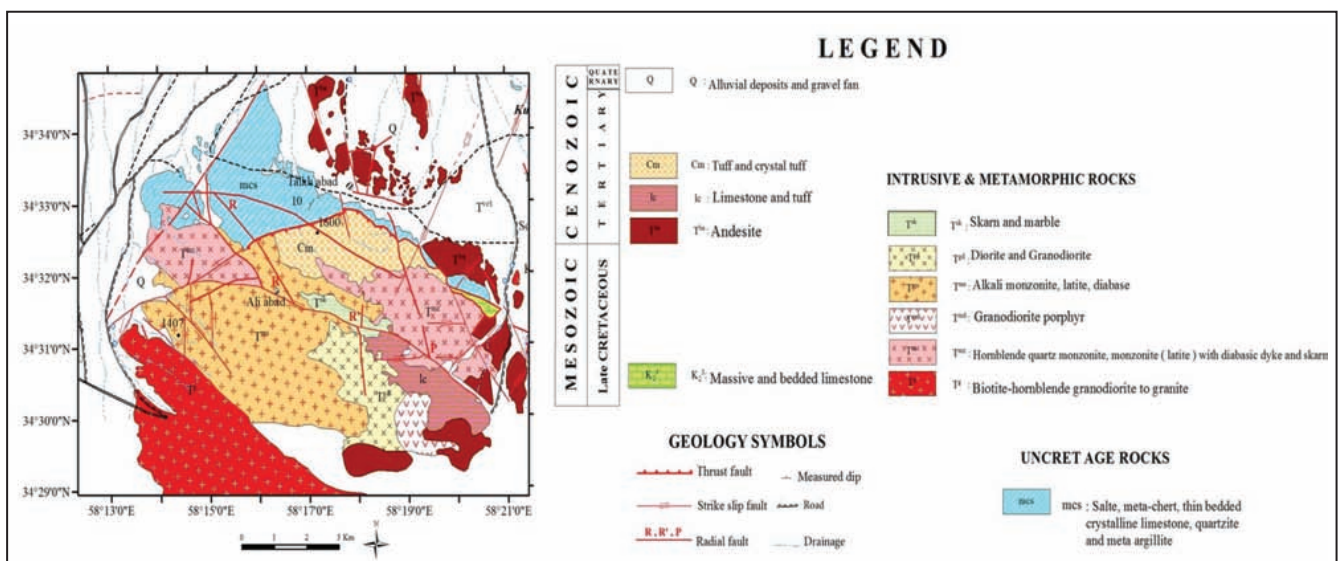 LEGEND
CENOZOIC
MESOZOIC
QUATE
RNARY
TERTIARY
Late CRETACEOUS
Q
Q : Alluvial deposits and gravel fan
Cm
Cm : Tuff and crystal tuff
lc
lc : Limestone and tuff
Andesite
Massive and bedded limestone
INTRUSIVE & METAMORPHIC ROCKS
Skarn and marble
Diorite and Granodiorite
Alkali monzonite, latite, diabase
Granodiorite porphyr
Hornblende quartz monzonite, monzonite ( latite ) with diabasic dyke and skarn
Biotite-hornblende granodiorite to granite
GEOLOGY SYMBOLS
Thrust fault
Measured dip
Strike slip fault
Road
R, R', P
Radial fault
Drainage
UNCRET AGE ROCKS
mcs
mcs : Salte, meta-chert, thin bedded
crystalline limestone, quartzite
and meta argillite
34°34'0"N
34°33'0"N
34°32'0"N
34°31'0"N
34°30'0"N
34°29'0"N
58°13'0"E
58°15'0"E
58°17'0"E
58°19'0"E
58°21'0"E
Q
mcs
10
R
1600
Cm
Q
R
Ali abad
1407
R
P
lc
0 1 2 3 Km